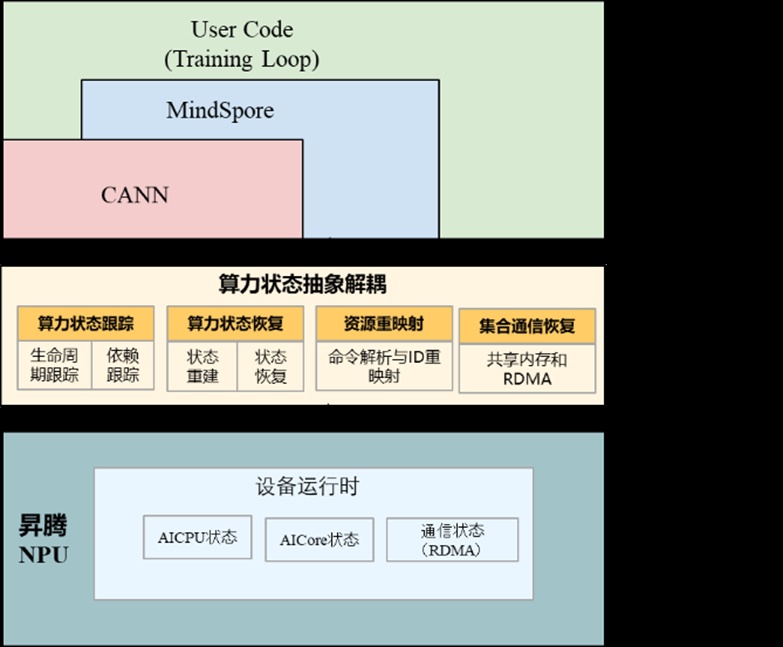 User Code
(Training Loop)
MindSpore
CANN
算力状态抽象解耦
算力状态跟踪
生命周
期跟踪
依赖
跟踪
算力状态恢复
状态
重建
状态
恢复
资源重映射
命令解析与ID重
映射
集合通信恢复
共享内存和
RDMA
昇腾
NPU
设备运行时
AICPU状态
AICore状态
通信状态
（RDMA）